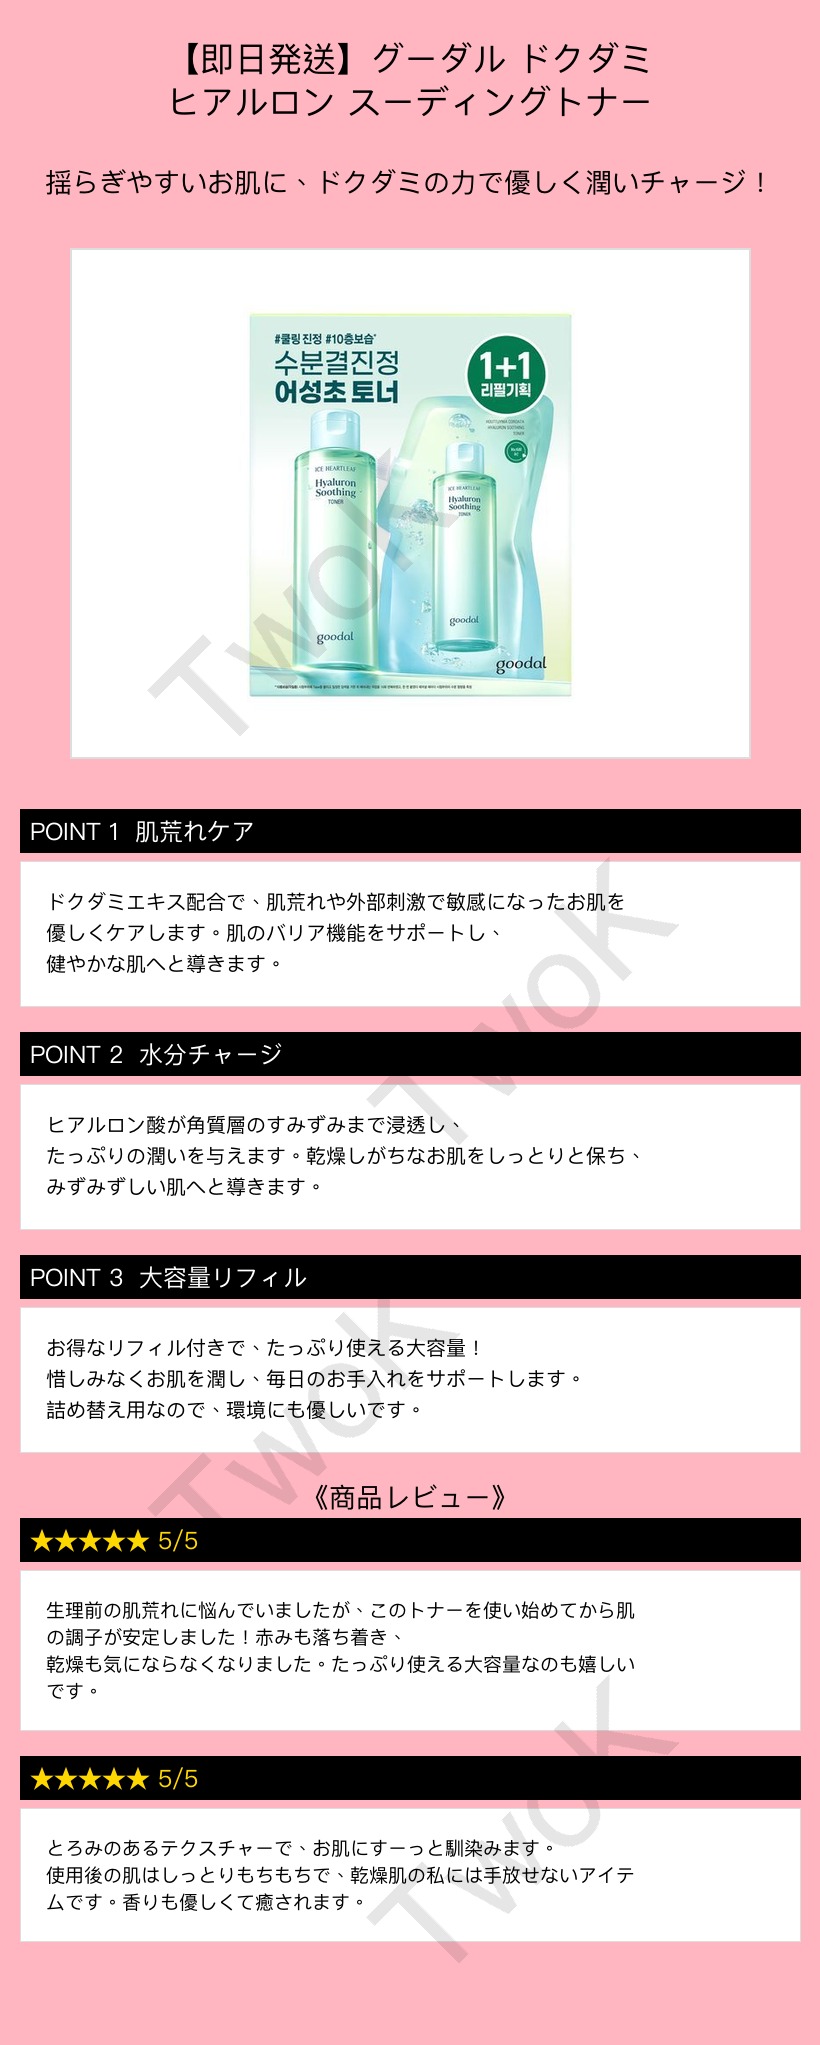 【即日発送】グーダル ドクダミ
ヒアルロン スーディングトナー
揺らぎやすいお肌に、ドクダミの力で優しく潤いチャージ！
#쿨링 진정 #10층보습*
수분결진정
어성초 토너
1+1
리필기획
HOUTTUYNIA CORDATA
HYALURON SOOTHING
TONER
ICE HEARTLEAF
Hyaluron
Soothing
TONER
goodal
ICE HEARTLEAF
Hyaluron
Soothing
TONER
goodal
goodal
TwoK
POINT 1 肌荒れケア
ドクダミエキス配合で、肌荒れや外部刺激で敏感になったお肌を
優しくケアします。肌のバリア機能をサポートし、
健やかな肌へと導きます。
TwoK
POINT 2 水分チャージ
ヒアルロン酸が角質層のすみずみまで浸透し、
たっぷりの潤いを与えます。乾燥しがちなお肌をしっとりと保ち、
みずみずしい肌へと導きます。
POINT 3 大容量リフィル
お得なリフィル付きで、たっぷり使える大容量！
惜しみなくお肌を潤し、毎日のお手入れをサポートします。
詰め替え用なので、環境にも優しいです。
TwoK
《商品レビュー》
★★★★★ 5/5
生理前の肌荒れに悩んでいましたが、このトナーを使い始めてから肌
の調子が安定しました！赤みも落ち着き、
乾燥も気にならなくなりました。たっぷり使える大容量なのも嬉しい
です。
★★★★★ 5/5
とろみのあるテクスチャーで、お肌にすーっと馴染みます。
使用後の肌はしっとりもちもちで、乾燥肌の私には手放せないアイテ
ムです。香りも優しくて癒されます。
TwoK